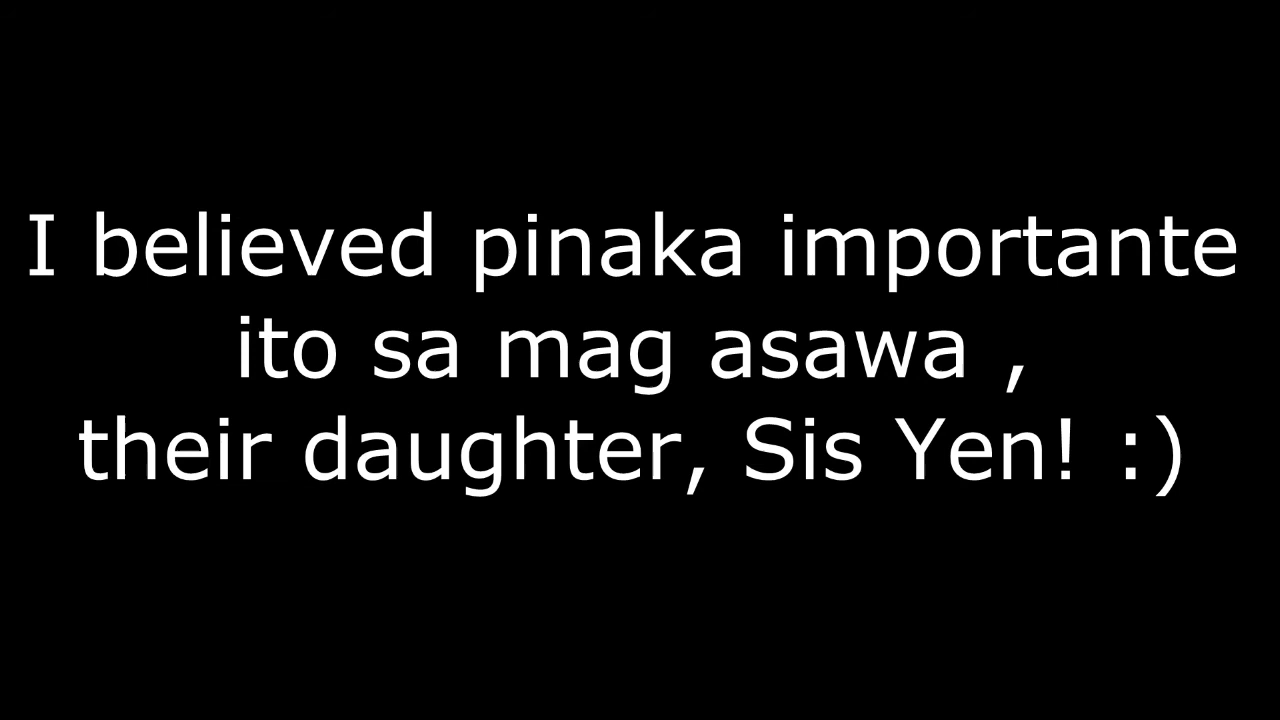 I believed pinaka importante
ito sa mag asawa ,
their daughter, Sis Yen! :)